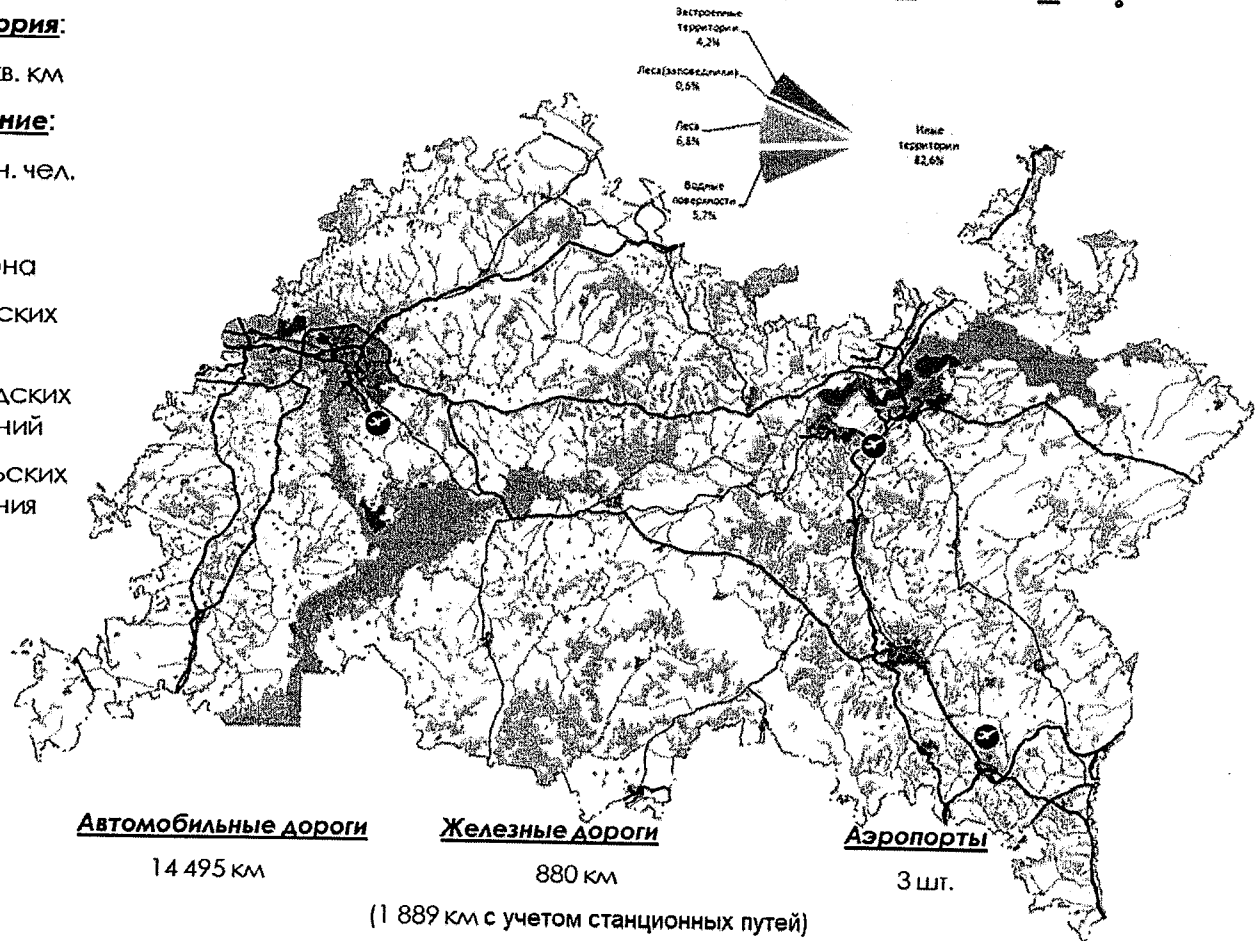 ория:
кв. км
ние:
н. чел.
она
ских
дских
ний
ьских
ния
Застроенные
территории
4,2%
Леса(заповедники)
0,6%
Леса
6,8%
Водные
поверхности
5,7%
Иные
территории
82,6%
Автомобильные дороги
14 495 км
Железные дороги
880 км
(1 889 км с учетом станционных путей)
Аэропорты
3 шт.